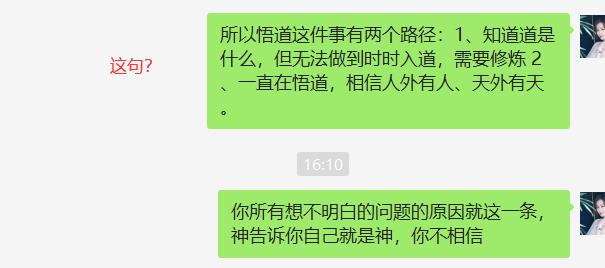 所以悟道这件事有两个路径：1、知道道是
这句？
什么，但无法做到时时入道，需要修炼 2
、一直在悟道，相信人外有人、天外有天
。
16:10
你所有想不明白的问题的原因就这一条，
神告诉你自己就是神，你不相信